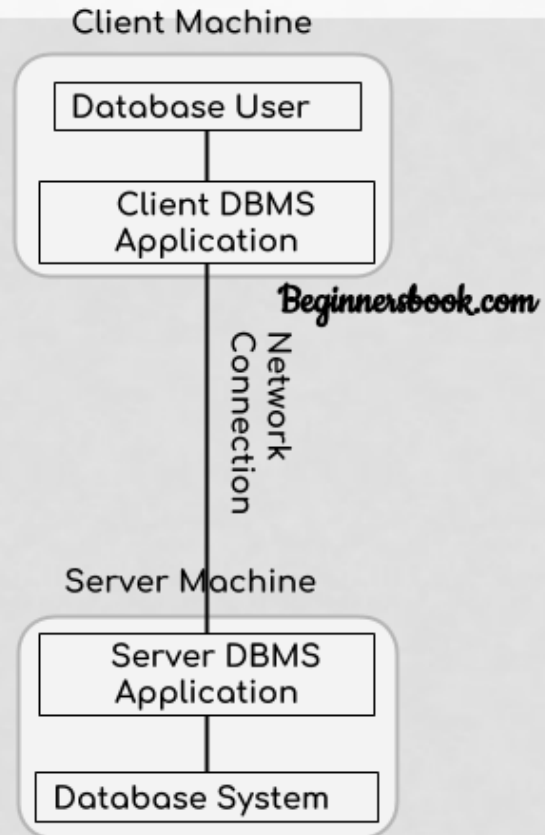 Client Machine
Database User
Client DBMS
Application
Beginnersbook.com
Network
Connection
Server Machine
Server DBMS
Application
Database System